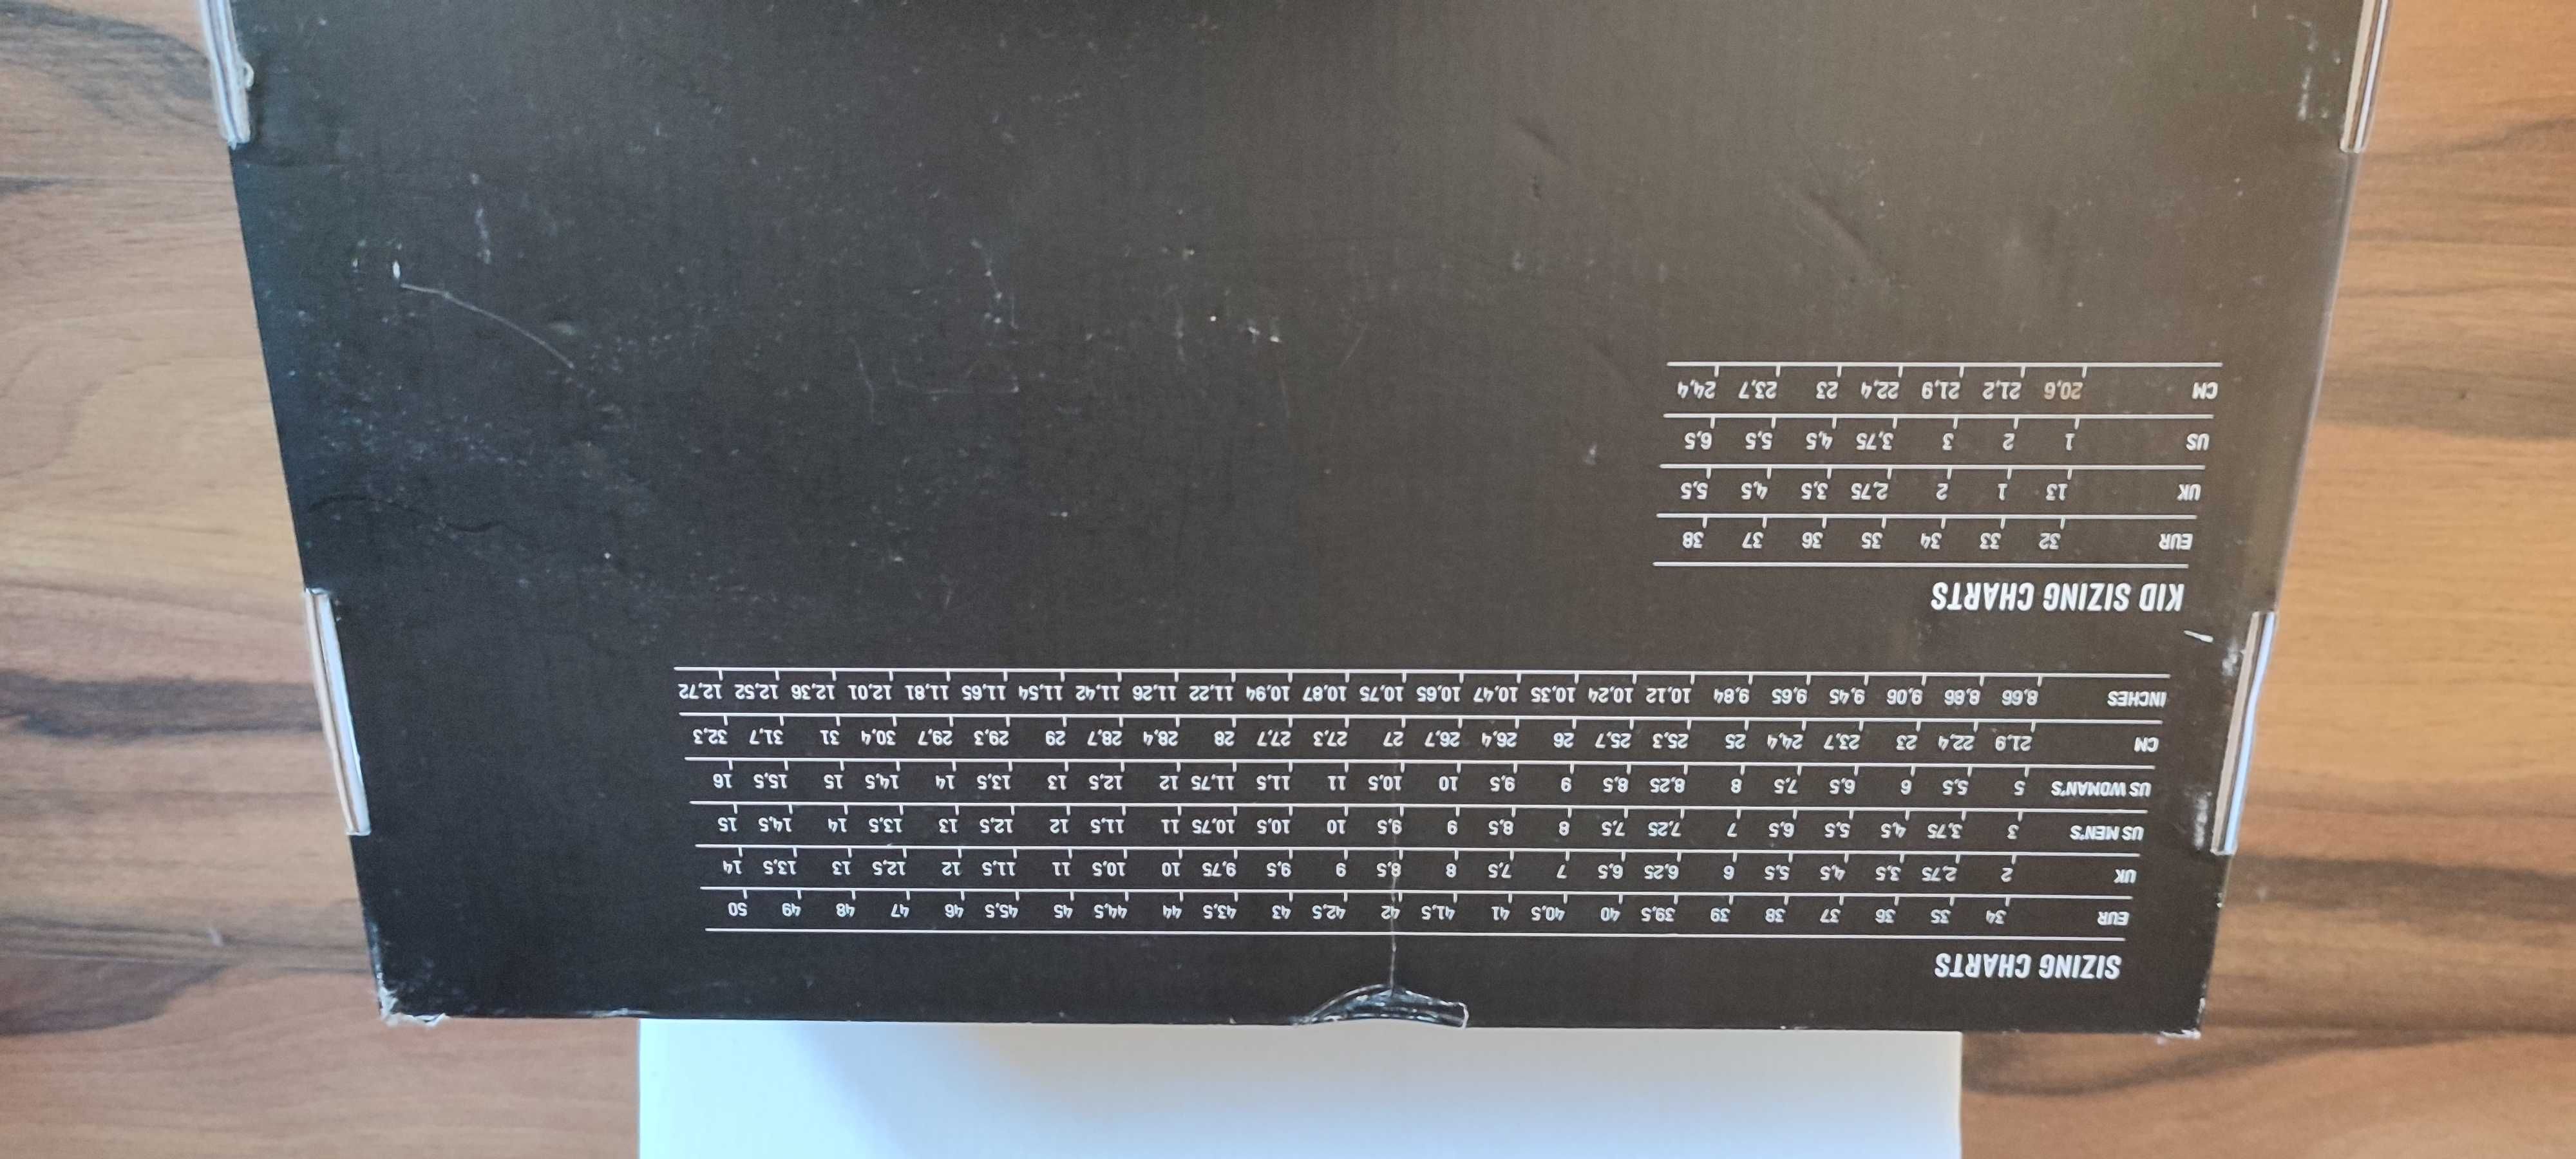 SIZING CHARTS
EUR 34 35 36 37 38 39 39,5 40 40,5 41 41,5 42 42,5 43 43,5 44 44,5 45 45,5 46 47 48 49 50
UK 2 2,75 3,5 4,5 5,5 6 6,25 6,5 7 7,5 8 8,5 9 9,5 9,75 10 10,5 11 11,5 12 12,5 13 13,5 14
US MEN'S 3 3,75 4,5 5,5 6,5 7 7,25 7,5 8 8,5 9 9,5 10 10,5 10,75 11 11,5 12 12,5 13 13,5 14 14,5 15
US WOMAN'S 5 5,5 6 6,5 7,5 8 8,25 8,5 9 9,5 10 10,5 11 11,5 11,75 12 12,5 13 13,5 14 14,5 15 15,5 16
CM 21,9 22,4 23 23,7 24,4 25 25,3 25,7 26 26,4 26,7 27 27,3 27,7 28 28,4 28,7 29 29,3 29,7 30,4 31 31,7 32,3
INCHES 8,66 8,86 9,06 9,45 9,65 9,84 10,12 10,24 10,35 10,47 10,65 10,75 10,87 10,94 11,22 11,26 11,42 11,54 11,65 11,81 12,01 12,36 12,52 12,72
KID SIZING CHARTS
EUR 32 33 34 35 36 37 38
UK 13 1 2 2,75 3,5 4,5 5,5
US 1 2 3 3,75 4,5 5,5 6,5
CM 20,6 21,2 21,9 22,4 23 23,7 24,4